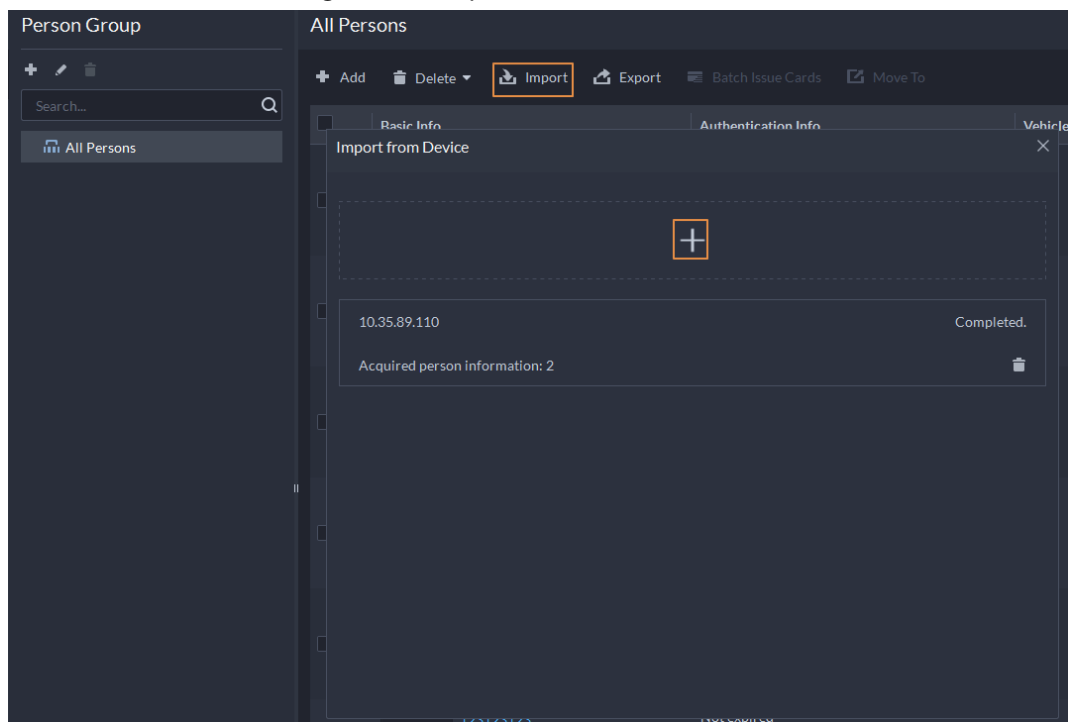 Person Group
All Persons
Add Delete Import Export Batch Issue Cards Move To
Search...
All Persons
Basic Info Authentication Info Vehicle
Import from Device
10.35.89.110 Completed.
Acquired person information: 2